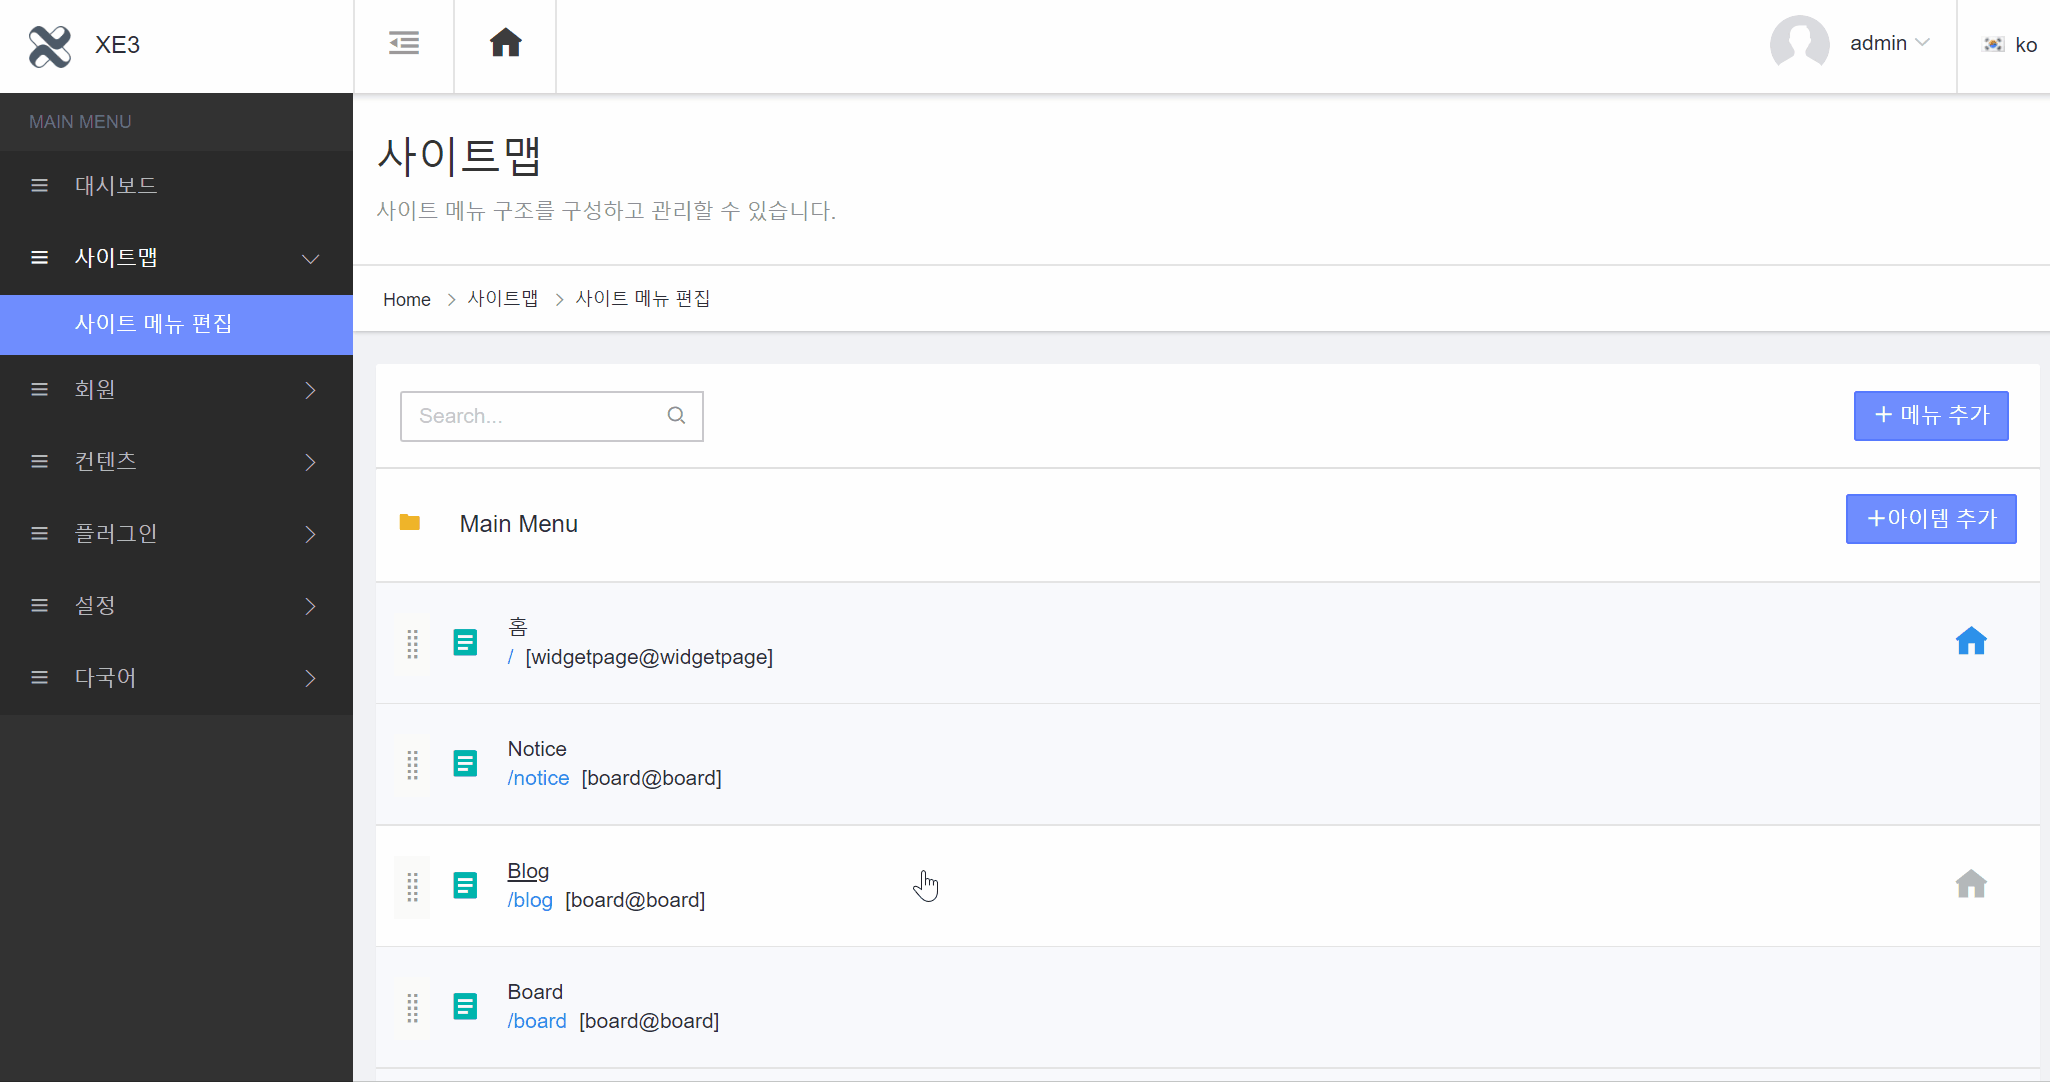 XE3
admin
ko
MAIN MENU
대시보드
사이트맵
사이트 메뉴 편집
회원
컨텐츠
플러그인
설정
다국어
사이트맵
사이트 메뉴 구조를 구성하고 관리할 수 있습니다.
Home > 사이트맵 > 사이트 메뉴 편집
Search...
+ 메뉴 추가
Main Menu
+아이템 추가
홈
/ [widgetpage@widgetpage]
Notice
/notice [board@board]
Blog
/blog [board@board]
Board
/board [board@board]